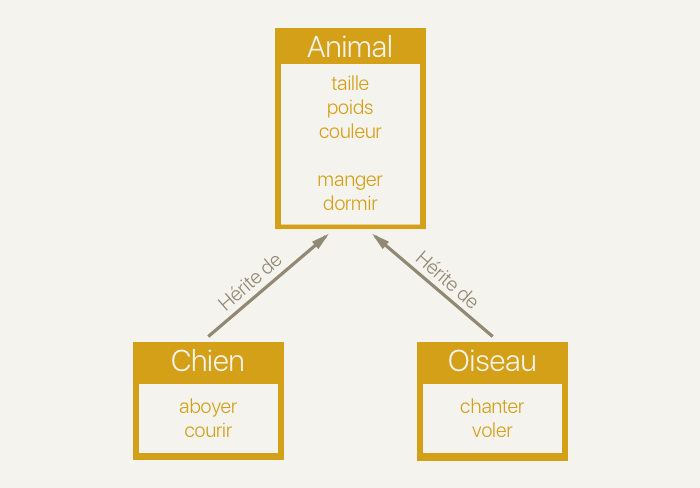 Animal
taille
poids
couleur
manger
dormir
Hérite de
Hérite de
Chien
aboyer
courir
Oiseau
chanter
voler